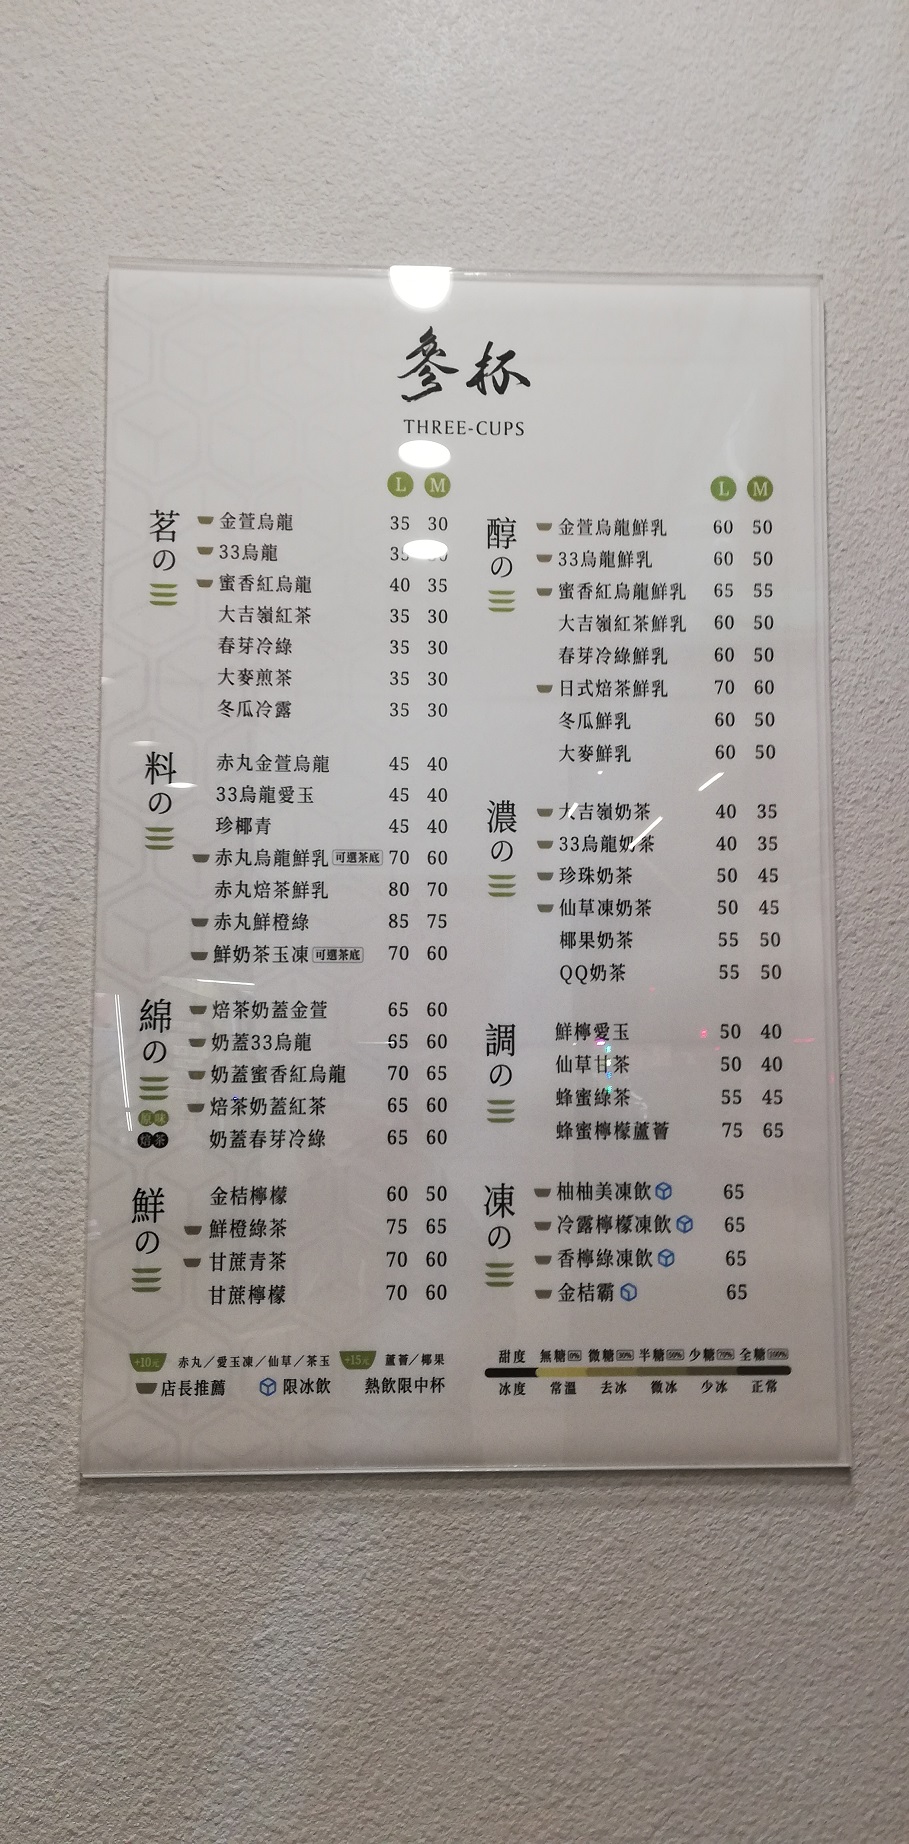 參杯
THREE-CUPS
L M
茗の
金萱烏龍 35 30
33烏龍 35
蜜香紅烏龍 40 35
大吉嶺紅茶 35 30
春芽冷綠 35 30
大麥煎茶 35 30
冬瓜冷露 35 30
料の
赤丸金萱烏龍 45 40
33烏龍愛玉 45 40
珍椰青 45 40
赤丸烏龍鮮乳 可選茶底 70 60
赤丸焙茶鮮乳 80 70
赤丸鮮橙綠 85 75
鮮奶茶玉凍 可選茶底 70 60
綿の
原味
焙茶
焙茶奶蓋金萱 65 60
奶蓋33烏龍 65 60
奶蓋蜜香紅烏龍 70 65
焙茶奶蓋紅茶 65 60
奶蓋春芽冷綠 65 60
鮮の
金桔檸檬 60 50
鮮橙綠茶 75 65
甘蔗青茶 70 60
甘蔗檸檬 70 60
L M
醇の
金萱烏龍鮮乳 60 50
33烏龍鮮乳 60 50
蜜香紅烏龍鮮乳 65 55
大吉嶺紅茶鮮乳 60 50
春芽冷綠鮮乳 60 50
日式焙茶鮮乳 70 60
冬瓜鮮乳 60 50
大麥鮮乳 60 50
濃の
大吉嶺奶茶 40 35
33烏龍奶茶 40 35
珍珠奶茶 50 45
仙草凍奶茶 50 45
椰果奶茶 55 50
QQ奶茶 55 50
調の
鮮檸愛玉 50 40
仙草甘茶 50 40
蜂蜜綠茶 55 45
蜂蜜檸檬蘆薈 75 65
凍の
柚柚美凍飲 65
冷露檸檬凍飲 65
香檸綠凍飲 65
金桔霸 65
+10元 赤丸／愛玉凍／仙草／茶玉 +15元 蘆薈／椰果
店長推薦 限冰飲 熱飲限中杯
甜度 無糖0% 微糖30% 半糖50% 少糖70% 全糖100%
冰度 常溫 去冰 微冰 少冰 正常